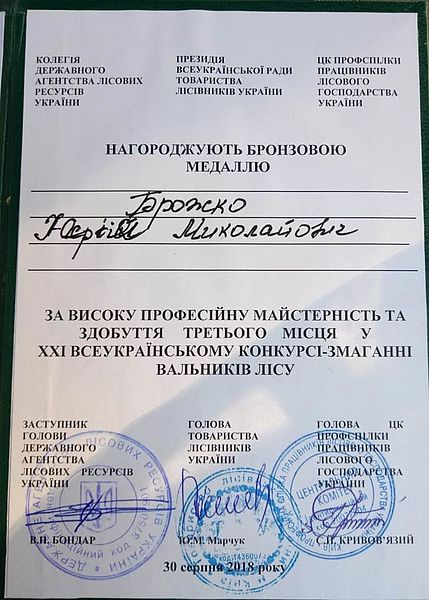 КОЛЕГІЯ
ДЕРЖАВНОГО
АГЕНТСТВА ЛІСОВИХ
РЕСУРСІВ
УКРАЇНИ
ПРЕЗИДІЯ
ВСЕУКРАЇНСЬКОЇ РАДИ
ТОВАРИСТВА
ЛІСІВНИКІВ УКРАЇНИ
ЦК ПРОФСПІЛКИ
ПРАЦІВНИКІВ
ЛІСОВОГО
ГОСПОДАРСТВА
УКРАЇНИ
НАГОРОДЖУЮТЬ БРОНЗОВОЮ
МЕДАЛЛЮ
Брожко
Юрій Миколайович
ЗА ВИСОКУ ПРОФЕСІЙНУ МАЙСТЕРНІСТЬ ТА
ЗДОБУТТЯ ТРЕТЬОГО МІСЦЯ У
XXI ВСЕУКРАЇНСЬКОМУ КОНКУРСІ-ЗМАГАННІ
ВАЛЬНИКІВ ЛІСУ
ЗАСТУПНИК
ГОЛОВИ
ДЕРЖАВНОГО
АГЕНТСТВА
ЛІСОВИХ РЕСУРСІВ
УКРАЇНИ
В.Н. БОНДАР
ГОЛОВА
ТОВАРИСТВА
ЛІСІВНИКІВ
УКРАЇНИ
Ю.М. Марчук
ГОЛОВА ЦК
ПРОФСПІЛКИ
ПРАЦІВНИКІВ
ЛІСОВОГО
ГОСПОДАРСТВА
УКРАЇНИ
С.П. КРИВОВ'ЯЗИЙ
30 серпня 2018 року